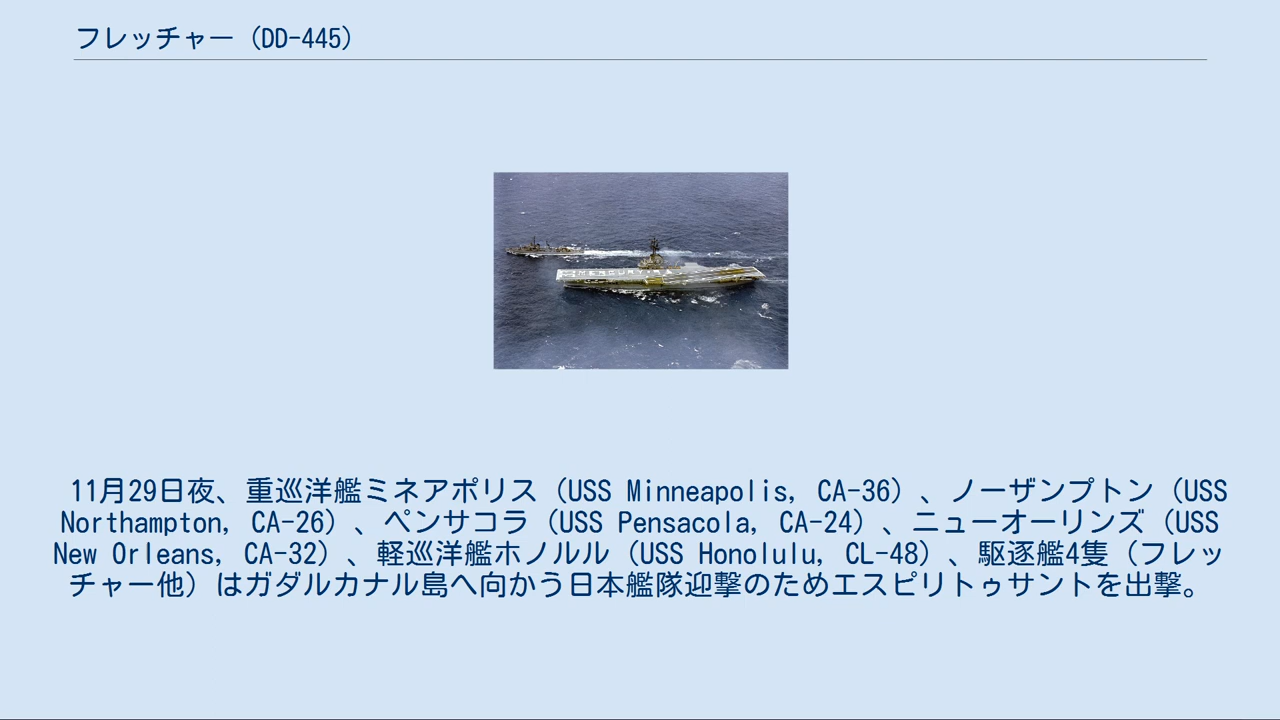 フレッチャー（DD-445）
11月29日夜、重巡洋艦ミネアポリス（USS Minneapolis, CA-36）、ノーザンプトン（USS
Northampton, CA-26）、ペンサコラ（USS Pensacola, CA-24）、ニューオーリンズ（USS
New Orleans, CA-32）、軽巡洋艦ホノルル（USS Honolulu, CL-48）、駆逐艦4隻（フレッ
チャー他）はガダルカナル島へ向かう日本艦隊迎撃のためエスピリトゥサントを出撃。